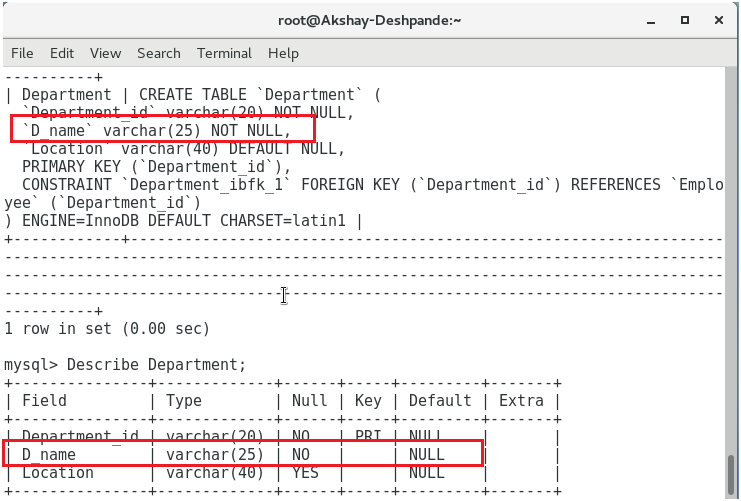 root@Akshay-Deshpande:~
File Edit View Search Terminal Help
----------+
| Department | CREATE TABLE `Department` (
  `Department_id` varchar(20) NOT NULL,
  `D_name` varchar(25) NOT NULL,
  `Location` varchar(40) DEFAULT NULL,
  PRIMARY KEY (`Department_id`),
  CONSTRAINT `Department_ibfk_1` FOREIGN KEY (`Department_id`) REFERENCES `Emplo
yee` (`Department_id`)
) ENGINE=InnoDB DEFAULT CHARSET=latin1 |
+------------+------------------------------------------------------------------
--------------------------------------------------------------------------------
--------------------------------------------------------------------------------
--------------------------------------------------------------------------------
----------+
1 row in set (0.00 sec)
mysql> Describe Department;
+---------------+-------------+------+-----+---------+-------+
| Field         | Type        | Null | Key | Default | Extra |
+---------------+-------------+------+-----+---------+-------+
| Department_id | varchar(20) | NO   | PRI | NULL    |       |
| D_name        | varchar(25) | NO   |     | NULL    |       |
| Location      | varchar(40) | YES  |     | NULL    |       |
+---------------+-------------+------+-----+---------+-------+